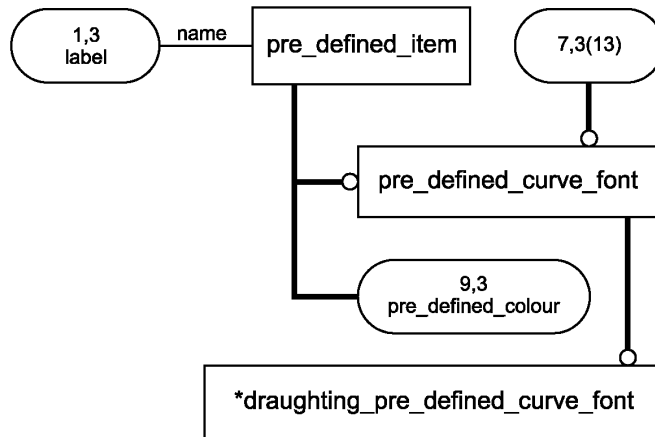 1,3
label
name
pre_defined_item
7,3(13)
pre_defined_curve_font
9,3
pre_defined_colour
*draughting_pre_defined_curve_font